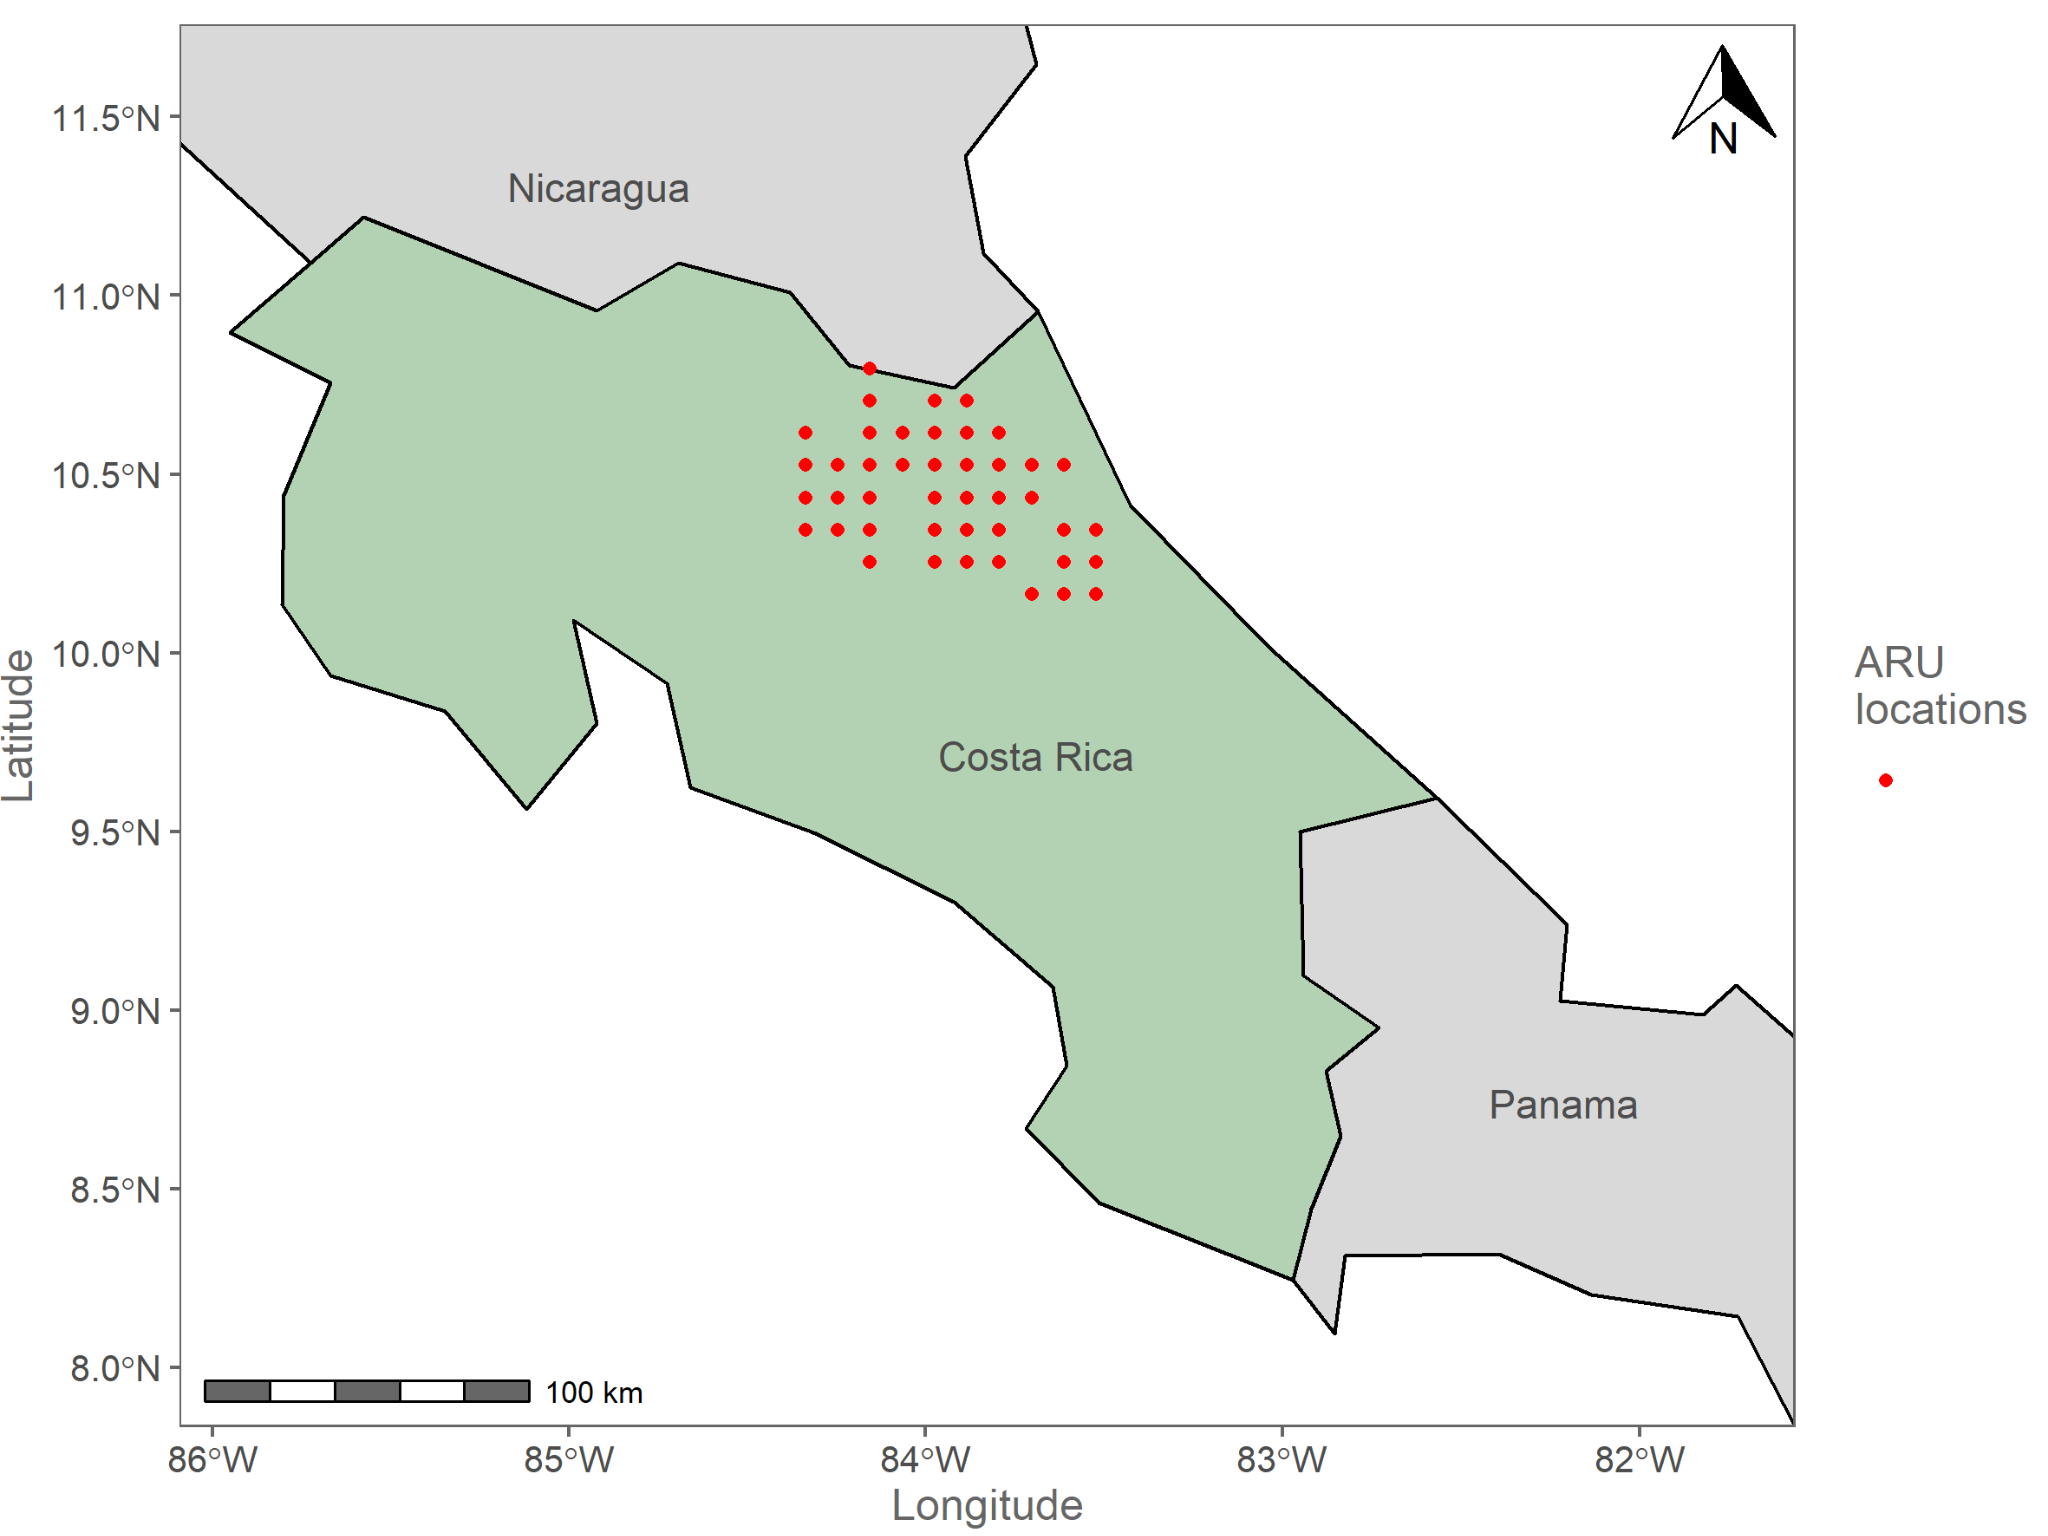 N
11.5°N
Nicaragua
11.0°N
10.5°N
10.0°N
ARU
locations
Latitude
Costa Rica
9.5°N
9.0°N
Panama
8.5°N
8.0°N
100 km
86°W
85°W
84°W
83°W
82°W
Longitude